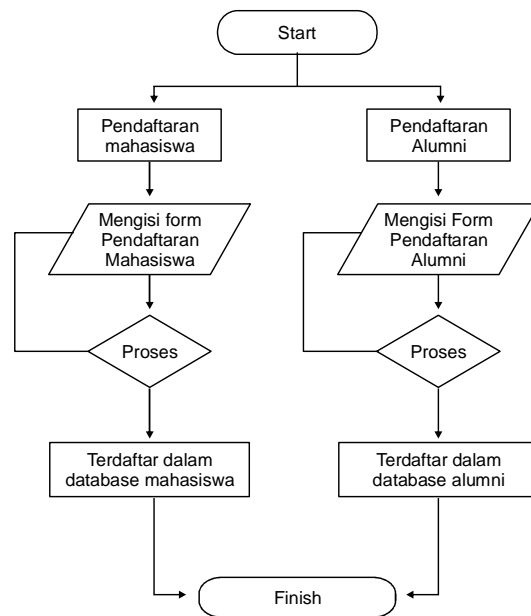 Start
Pendaftaran
mahasiswa
Pendaftaran
Alumni
Mengisi form
Pendaftaran
Mahasiswa
Mengisi Form
Pendaftaran
Alumni
Proses
Proses
Terdaftar dalam
database mahasiswa
Terdaftar dalam
database alumni
Finish